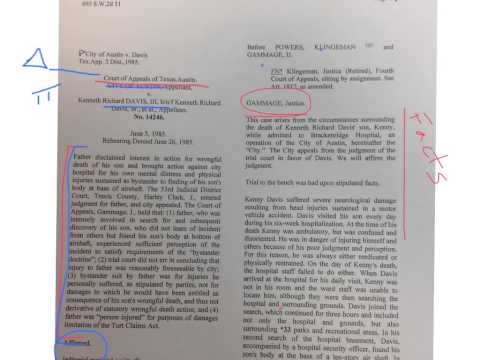 693 S.W.2d 31
City of Austin v. Davis
Tex.App. 3 Dist.,1985.
Court of Appeals of Texas,Austin.
CITY OF AUSTIN, Appellant,
v.
Kenneth Richard DAVIS, III, b/n/f Kenneth Richard
Davis, Jr., et al., Appellees.
No. 14246.
June 5, 1985.
Rehearing Denied June 26, 1985.
Father disclaimed interest in action for wrongful
death of his son and brought action against city
hospital for his own mental distress and physical
injuries sustained as bystander to finding of his son's
body at base of airshaft. The 53rd Judicial District
Court, Travis County, Harley Clark, J., entered
judgment for father, and city appealed. The Court
of Appeals, Gammage, J., held that: (1) father, who was
intensely involved in search for and subsequent
discovery of his son, who did not learn of incident
from others but found his son's body at bottom of
airshaft, experienced sufficient perception of the
incident to satisfy requirements of the "bystander
doctrine"; (2) trial court did not err in concluding that
injury to father was reasonably foreseeable by city;
(3) bystander suit by father was for injuries he
personally suffered, as stipulated by parties, not for
damages to which he would have been entitled as
consequence of his son's wrongful death, and thus not
derivative of statutory wrongful death action; and (4)
father was "person injured" for purposes of damages
limitation of the Tort Claims Act.
Affirmed.
Before POWERS, KLINGEMAN FN* and
GAMMAGE, JJ.
FN* Klingeman, Justice (Retired), Fourth
Court of Appeals, sitting by assignment. See
Art. 1812, as amended.
GAMMAGE, Justice.
This case arises from the circumstances surrounding
the death of Kenneth Richard Davis' son, Kenny,
while admitted to Brackenridge Hospital, an
operation of the City of Austin, hereinafter the
"City." The City appeals from the judgment of the
trial court in favor of Davis. We will affirm the
judgment.
Trial to the bench was had upon stipulated facts.
Kenny Davis suffered severe neurological damage
resulting from head injuries sustained in a motor
vehicle accident. Davis visited his son every day
during the six-week hospitalization. At the time of his
death Kenny was ambulatory, but was confused and
disoriented. He was in danger of injuring himself and
others because of his poor judgment and perception.
For this reason, he was always either medicated or
physically restrained. On the day of Kenny's death,
the hospital staff failed to do either. When Davis
arrived at the hospital for his daily visit, Kenny was
not in his room and the ward staff was unable to
locate him, although they were then searching the
hospital and surrounding grounds. Davis joined the
search, which continued for three hours and included
not only the hospital and grounds, but also
surrounding *33 parks and recreational areas. In his
second search of the hospital basement, Davis,
accompanied by a hospital security officer, found his
son's body at the base of a ten-story airshaft.
Δ
π
Facts